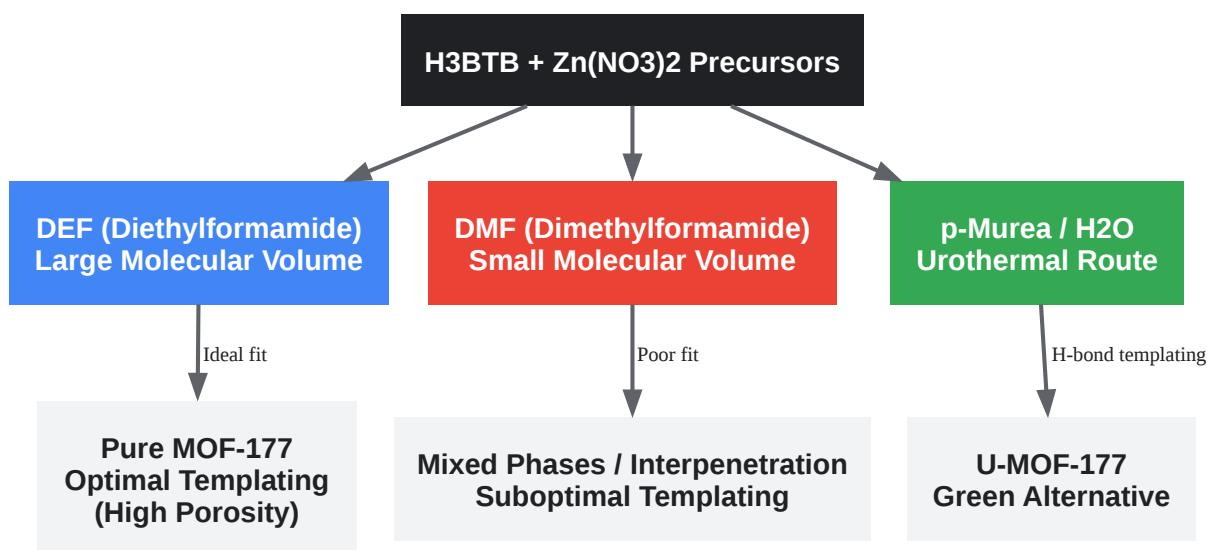 H3BTB + Zn(NO3)2 Precursors
DEF (Diethylformamide)
Large Molecular Volume
DMF (Dimethylformamide)
Small Molecular Volume
p-Murea / H2O
Urothermal Route
Ideal fit
Poor fit
H-bond templating
Pure MOF-177
Optimal Templating
(High Porosity)
Mixed Phases / Interpenetration
Suboptimal Templating
U-MOF-177
Green Alternative